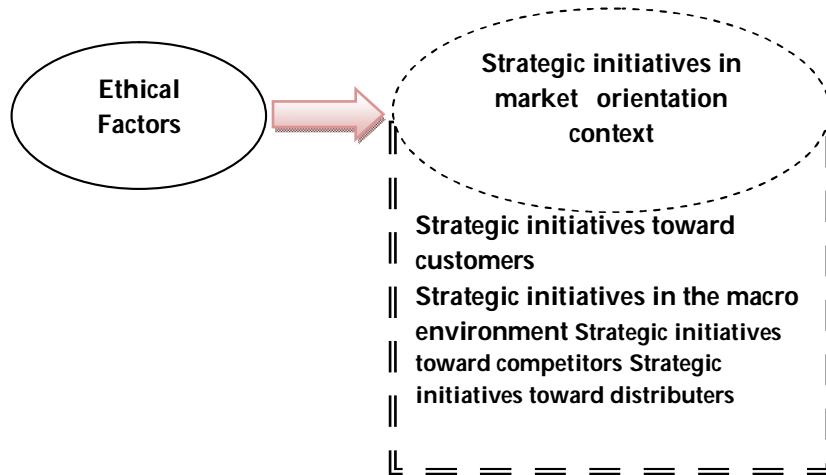 Ethical
Factors
Strategic initiatives in
market orientation
context
Strategic initiatives toward
customers
Strategic initiatives in the macro
environment Strategic initiatives
toward competitors Strategic
initiatives toward distributers